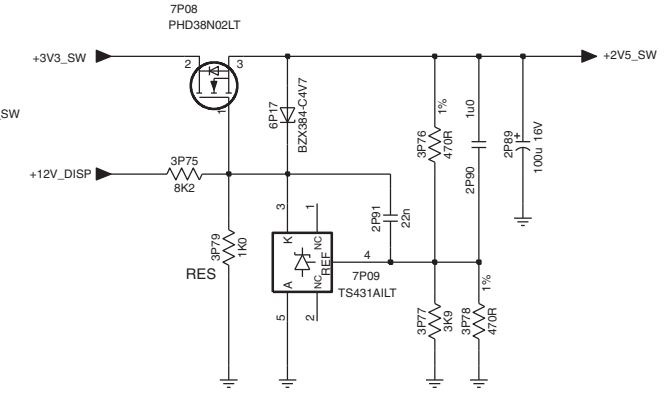 7P08
PHD38N02LT
+3V3_SW
2
3
1
+2V5_SW
_SW
6P17
BZX384-C4V7
3P76
470R
1%
1u0
2P90
2P89
100u 16V
+
+12V_DISP
3P75
8K2
3
1
2P91
22n
3P79
1K0
RES
K
NC
REF
A
NC
4
7P09
TS431AILT
5
2
3P77
3K9
3P78
470R
1%